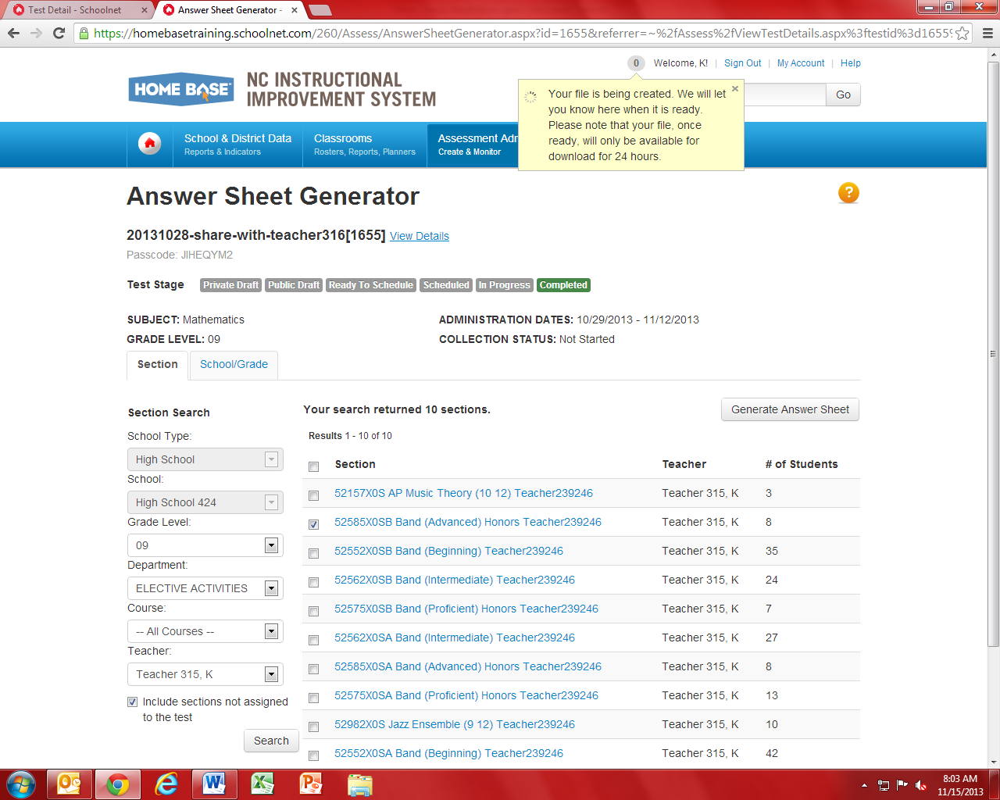 Test Detail - Schoolnet
Answer Sheet Generator -
https://homebasetraining.schoolnet.com/260/Assess/AnswerSheetGenerator.aspx?id=1655&referrer=~%2fAssess%2fViewTestDetails.aspx%3ftestid%3d1655
0 Welcome, K! | Sign Out | My Account | Help
HOME BASE
NC INSTRUCTIONAL
IMPROVEMENT SYSTEM
Your file is being created. We will let
you know here when it is ready.
Please note that your file, once
ready, will only be available for
download for 24 hours.
Go
School & District Data
Reports & Indicators
Classrooms
Rosters, Reports, Planners
Assessment Adm
Create & Monitor
Answer Sheet Generator
?
20131028-share-with-teacher316[1655] View Details
Passcode: JIHEQYM2
Test Stage Private Draft Public Draft Ready To Schedule Scheduled In Progress Completed
SUBJECT: Mathematics
ADMINISTRATION DATES: 10/29/2013 - 11/12/2013
GRADE LEVEL: 09
COLLECTION STATUS: Not Started
Section School/Grade
Section Search
School Type:
High School
School:
High School 424
Grade Level:
09
Department:
ELECTIVE ACTIVITIES
Course:
-- All Courses --
Teacher:
Teacher 315, K
Include sections not assigned
to the test
Search
Your search returned 10 sections.
Generate Answer Sheet
Results 1 - 10 of 10
Section Teacher # of Students
52157X0S AP Music Theory (10 12) Teacher239246 Teacher 315, K 3
52585X0SB Band (Advanced) Honors Teacher239246 Teacher 315, K 8
52552X0SB Band (Beginning) Teacher239246 Teacher 315, K 35
52562X0SB Band (Intermediate) Teacher239246 Teacher 315, K 24
52575X0SB Band (Proficient) Honors Teacher239246 Teacher 315, K 7
52562X0SA Band (Intermediate) Teacher239246 Teacher 315, K 27
52585X0SA Band (Advanced) Honors Teacher239246 Teacher 315, K 8
52575X0SA Band (Proficient) Honors Teacher239246 Teacher 315, K 13
52982X0S Jazz Ensemble (9 12) Teacher239246 Teacher 315, K 10
52552X0SA Band (Beginning) Teacher239246 Teacher 315, K 42
8:03 AM
11/15/2013